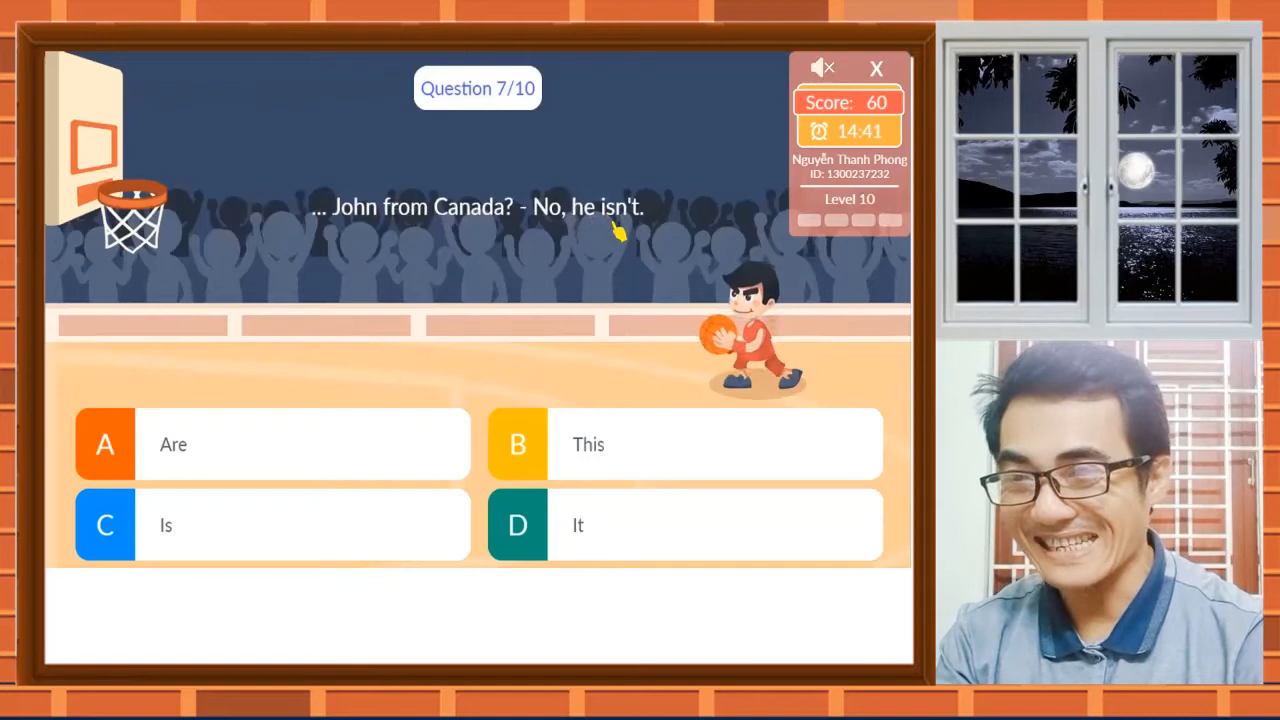 Question 7/10
X
Score: 60
14:41
Nguyễn Thanh Phong
ID: 1300237232
Level 10
... John from Canada? - No, he isn't.
A Are
B This
C Is
D It